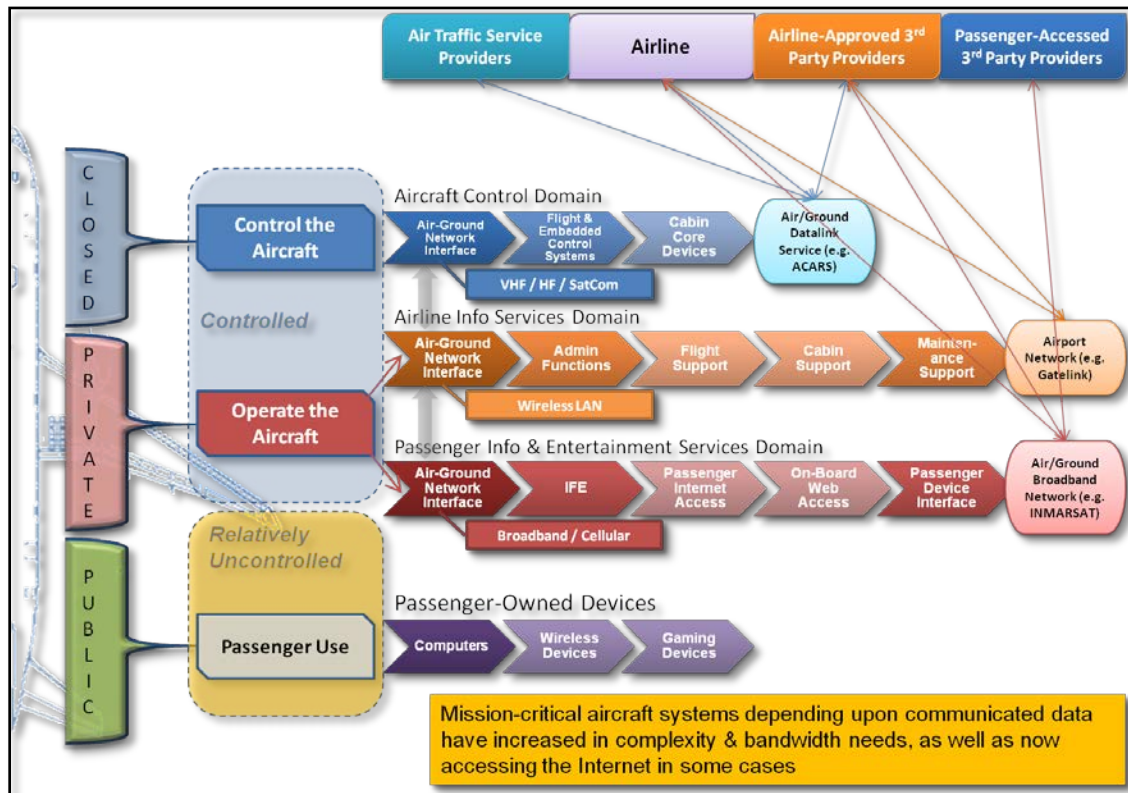 Air Traffic Service
Providers
Airline
Airline-Approved 3rd
Party Providers
Passenger-Accessed
3rd Party Providers
CLOSED
Control the
Aircraft
Controlled
Aircraft Control Domain
Air-Ground
Network
Interface
Flight &
Embedded
Control
Systems
Cabin
Core
Devices
VHF / HF / SatCom
Air/Ground
Datalink
Service (e.g.
ACARS)
PRIVATE
Operate the
Aircraft
Airline Info Services Domain
Air-Ground
Network
Interface
Admin
Functions
Flight
Support
Cabin
Support
Mainten-
ance
Support
Wireless LAN
Airport
Network (e.g.
Gatelink)
Passenger Info & Entertainment Services Domain
Air-Ground
Network
Interface
IFE
Passenger
Internet
Access
On-Board
Web
Access
Passenger
Device
Interface
Broadband / Cellular
Air/Ground
Broadband
Network (e.g.
INMARSAT)
PUBLIC
Relatively
Uncontrolled
Passenger Use
Passenger-Owned Devices
Computers
Wireless
Devices
Gaming
Devices
Mission-critical aircraft systems depending upon communicated data
have increased in complexity & bandwidth needs, as well as now
accessing the Internet in some cases